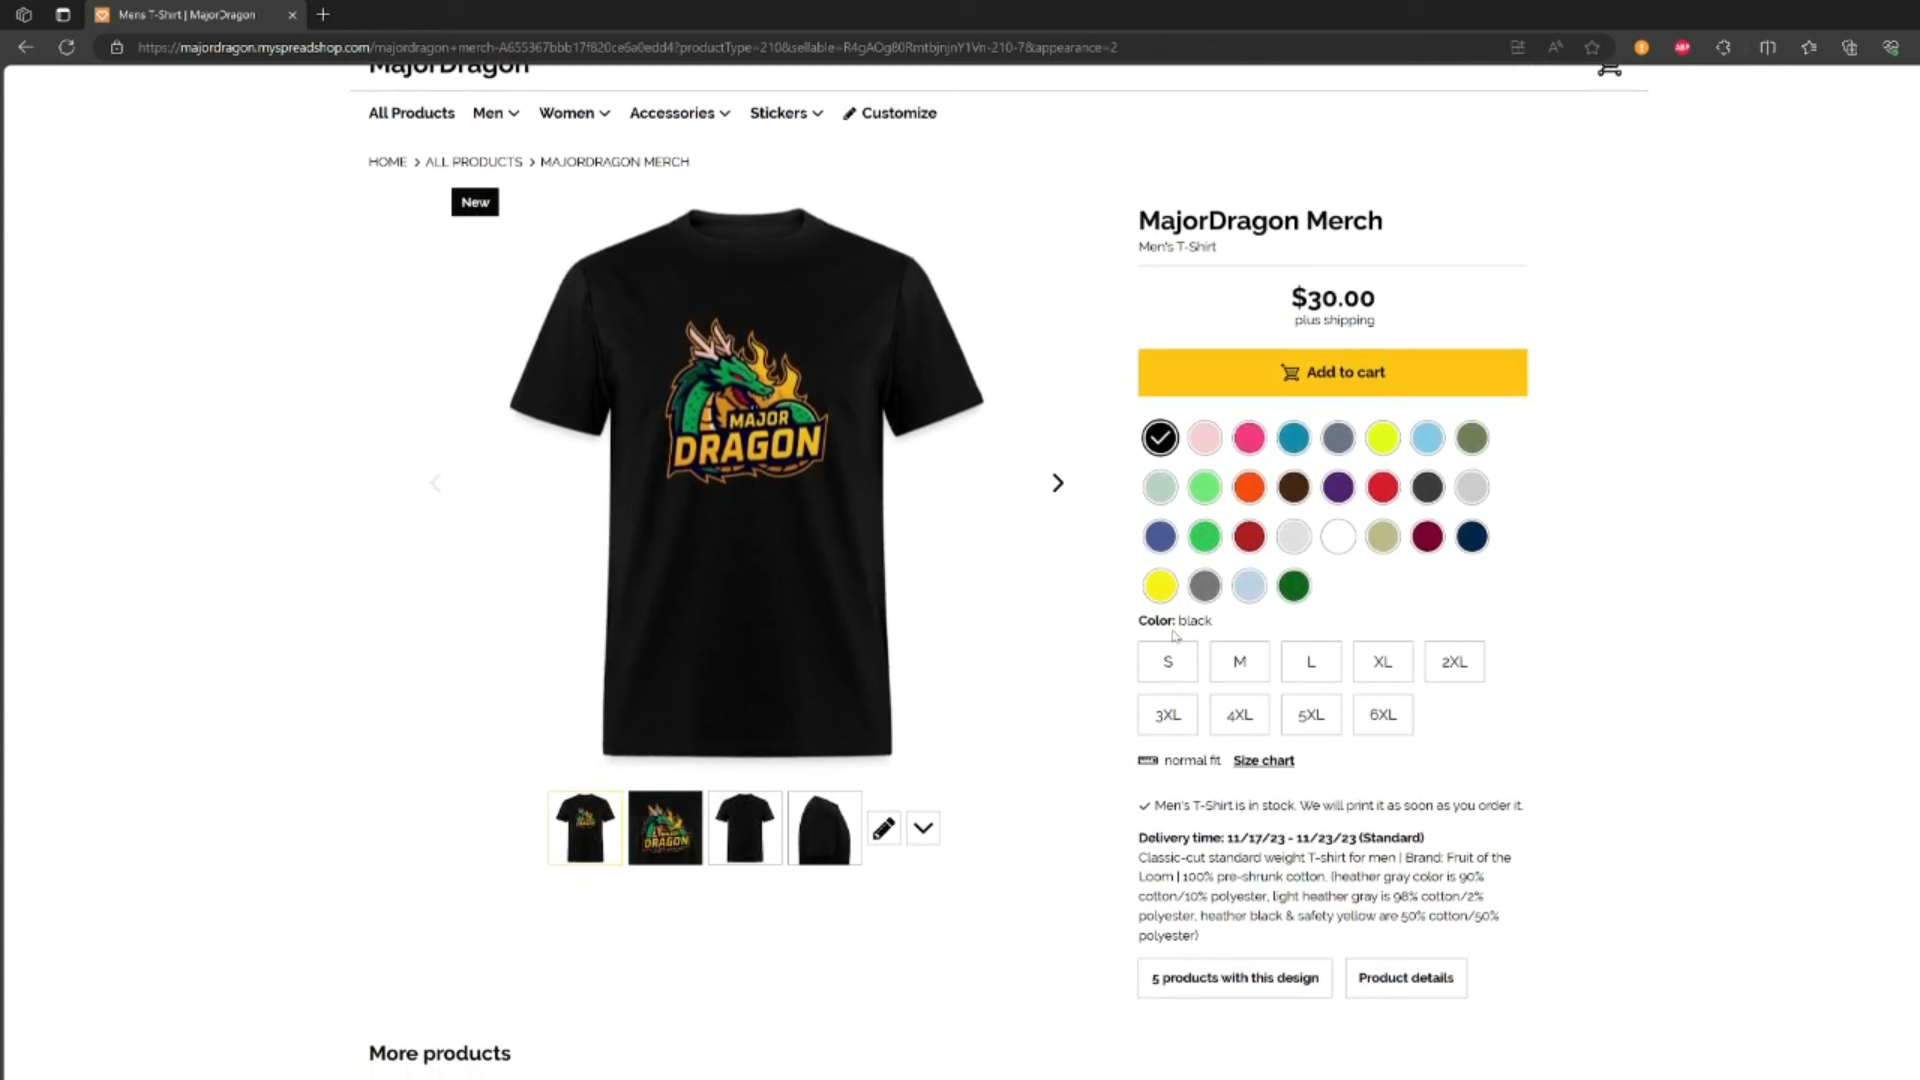 Mens T-Shirt | MajorDragon
https://majordragon.myspreadshop.com/majordragon+merch-A655367bbb17f820ce6a0edd4?productType=210&sellable=R4gAOg80RmtbjnjnY1Vn-210-7&appearance=2
MajorDragon
All Products Men Women Accessories Stickers Customize
HOME > ALL PRODUCTS > MAJORDRAGON MERCH
New
MAJOR
DRAGON
MajorDragon Merch
Men's T-Shirt
$30.00
plus shipping
Add to cart
Color: black
S M L XL 2XL
3XL 4XL 5XL 6XL
normal fit Size chart
Men's T-Shirt is in stock. We will print it as soon as you order it.
Delivery time: 11/17/23 - 11/23/23 (Standard)
Classic-cut standard weight T-shirt for men | Brand: Fruit of the
Loom | 100% pre-shrunk cotton. (heather gray color is 90%
cotton/10% polyester, light heather gray is 98% cotton/2%
polyester, heather black & safety yellow are 50% cotton/50%
polyester)
DRAGON
5 products with this design Product details
More products